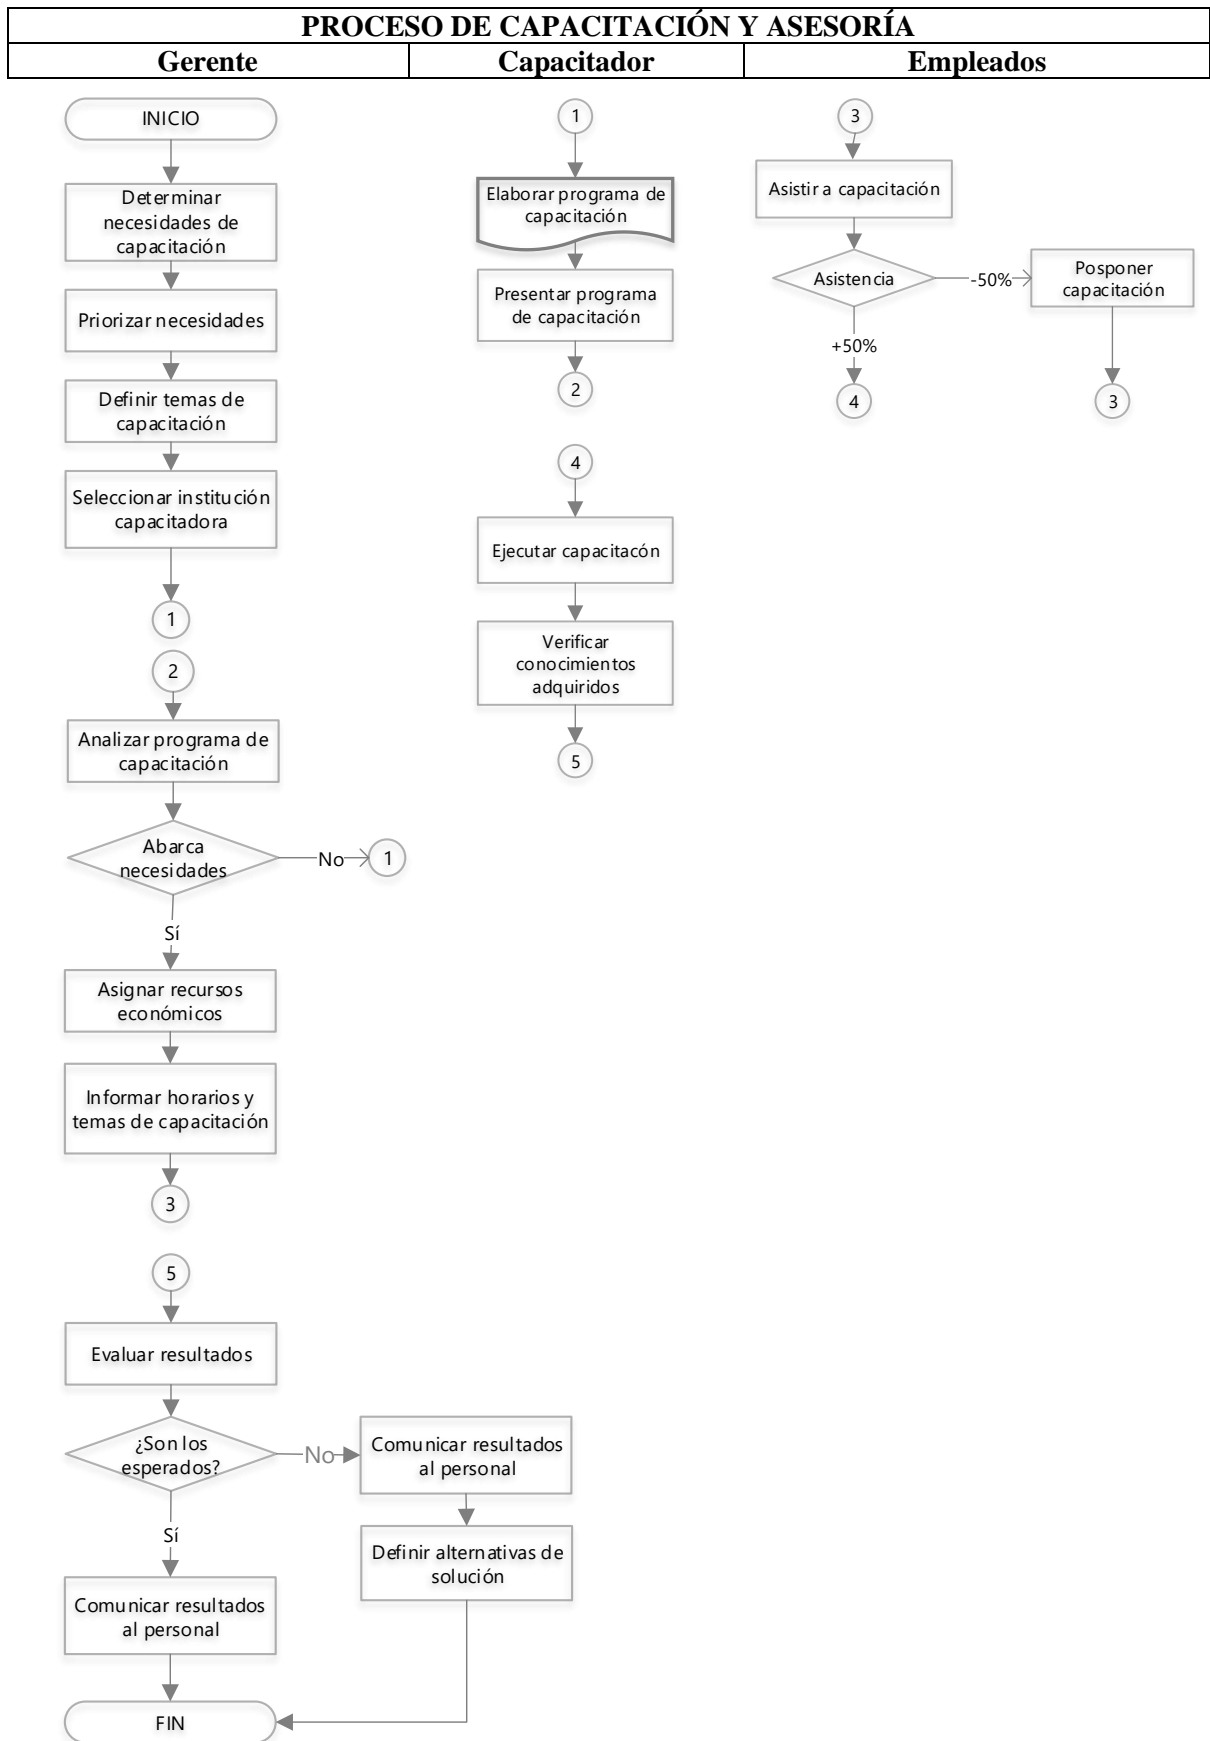 PROCESO DE CAPACITACIÓN Y ASESORÍA
Gerente
Capacitador
Empleados
INICIO
Determinar
necesidades de
capacitación
Priorizar necesidades
Definir temas de
capacitación
Seleccionar institución
capacitadora
1
2
Analizar programa de
capacitación
Abarca
necesidades
No
1
Sí
Asignar recursos
económicos
Informar horarios y
temas de capacitación
3
5
Evaluar resultados
¿Son los
esperados?
No
Comunicar resultados
al personal
Definir alternativas de
solución
Sí
Comunicar resultados
al personal
FIN
1
Elaborar programa de
capacitación
Presentar programa
de capacitación
2
4
Ejecutar capacitacón
Verificar
conocimientos
adquiridos
5
3
Asistir a capacitación
Asistencia
-50%
Posponer
capacitación
+50%
4
3